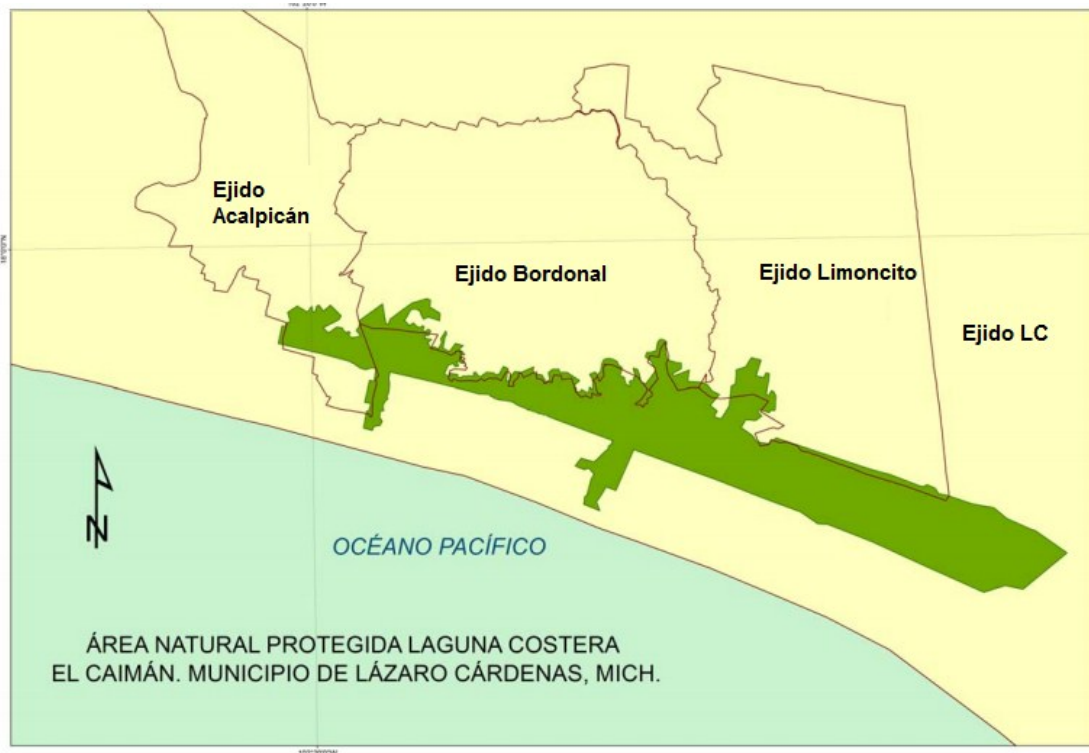 Ejido
Acalpicán
Ejido Bordonal
Ejido Limoncito
Ejido LC
N
OCÉANO PACÍFICO
ÁREA NATURAL PROTEGIDA LAGUNA COSTERA
EL CAIMÁN. MUNICIPIO DE LÁZARO CÁRDENAS, MICH.